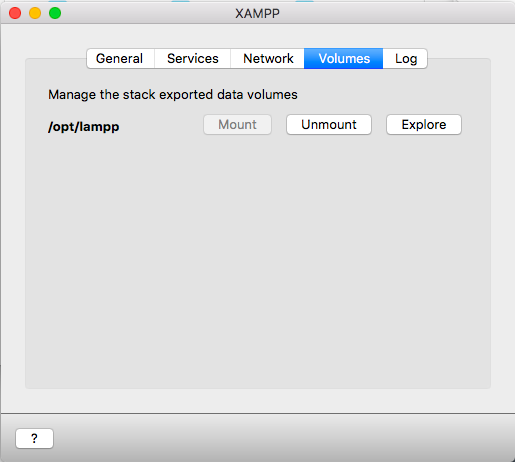 XAMPP
General Services Network Volumes Log
Manage the stack exported data volumes
/opt/lampp Mount Unmount Explore
?